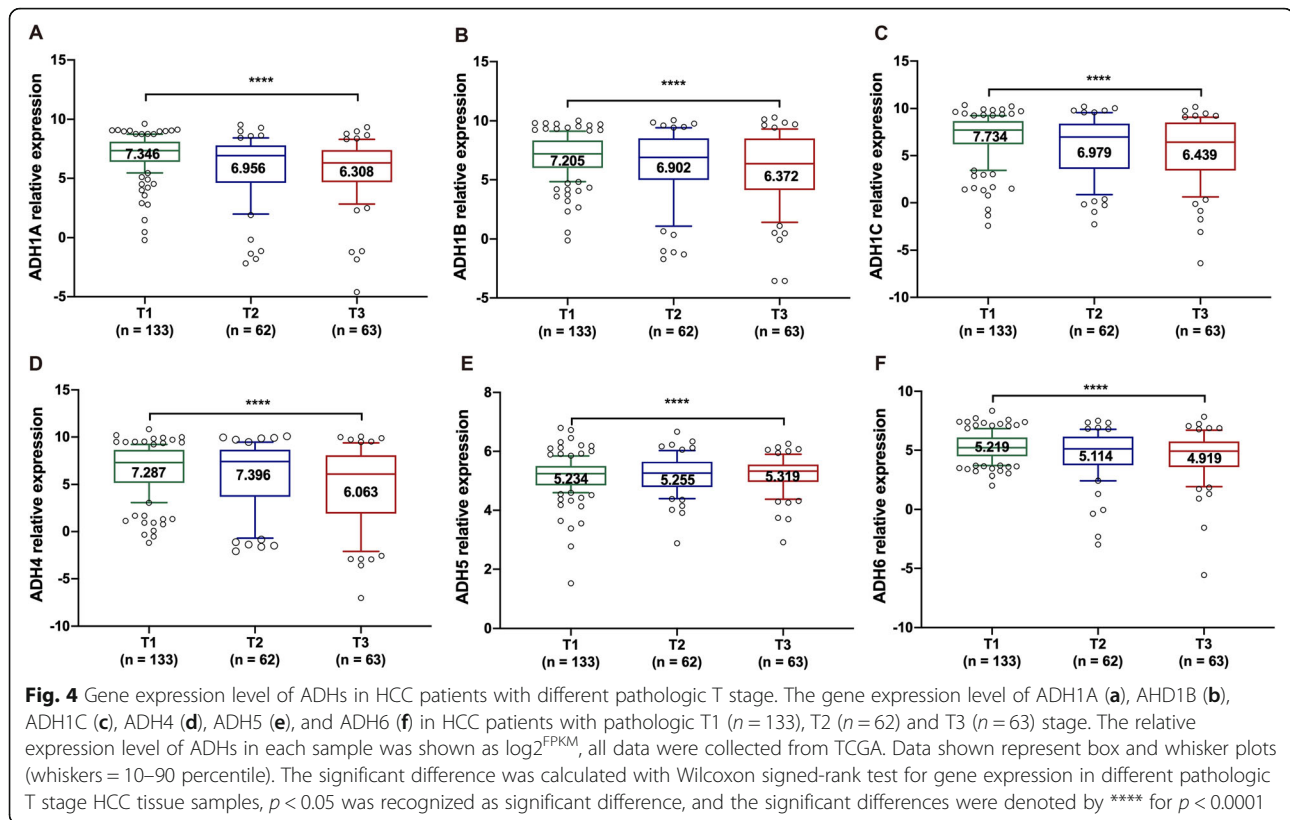 A
ADH1A relative expression
15
10
5
0
-5
****
7.346
6.956
6.308
T1
(n = 133)
T2
(n = 62)
T3
(n = 63)
B
ADH1B relative expression
15
10
5
0
-5
****
7.205
6.902
6.372
T1
(n = 133)
T2
(n = 62)
T3
(n = 63)
C
ADH1C relative expression
15
10
5
0
-5
-10
****
7.734
6.979
6.439
T1
(n = 133)
T2
(n = 62)
T3
(n = 63)
D
ADH4 relative expression
15
10
5
0
-5
-10
****
7.287
7.396
6.063
T1
(n = 133)
T2
(n = 62)
T3
(n = 63)
E
ADH5 relative expression
8
6
4
2
0
****
5.234
5.255
5.319
T1
(n = 133)
T2
(n = 62)
T3
(n = 63)
F
ADH6 relative expression
10
5
0
-5
-10
****
5.219
5.114
4.919
T1
(n = 133)
T2
(n = 62)
T3
(n = 63)
Fig. 4 Gene expression level of ADHs in HCC patients with different pathologic T stage. The gene expression level of ADH1A (a), AHD1B (b),
ADH1C (c), ADH4 (d), ADH5 (e), and ADH6 (f) in HCC patients with pathologic T1 (n = 133), T2 (n = 62) and T3 (n = 63) stage. The relative
expression level of ADHs in each sample was shown as log2^FPKM, all data were collected from TCGA. Data shown represent box and whisker plots
(whiskers = 10–90 percentile). The significant difference was calculated with Wilcoxon signed-rank test for gene expression in different pathologic
T stage HCC tissue samples, p < 0.05 was recognized as significant difference, and the significant differences were denoted by **** for p < 0.0001